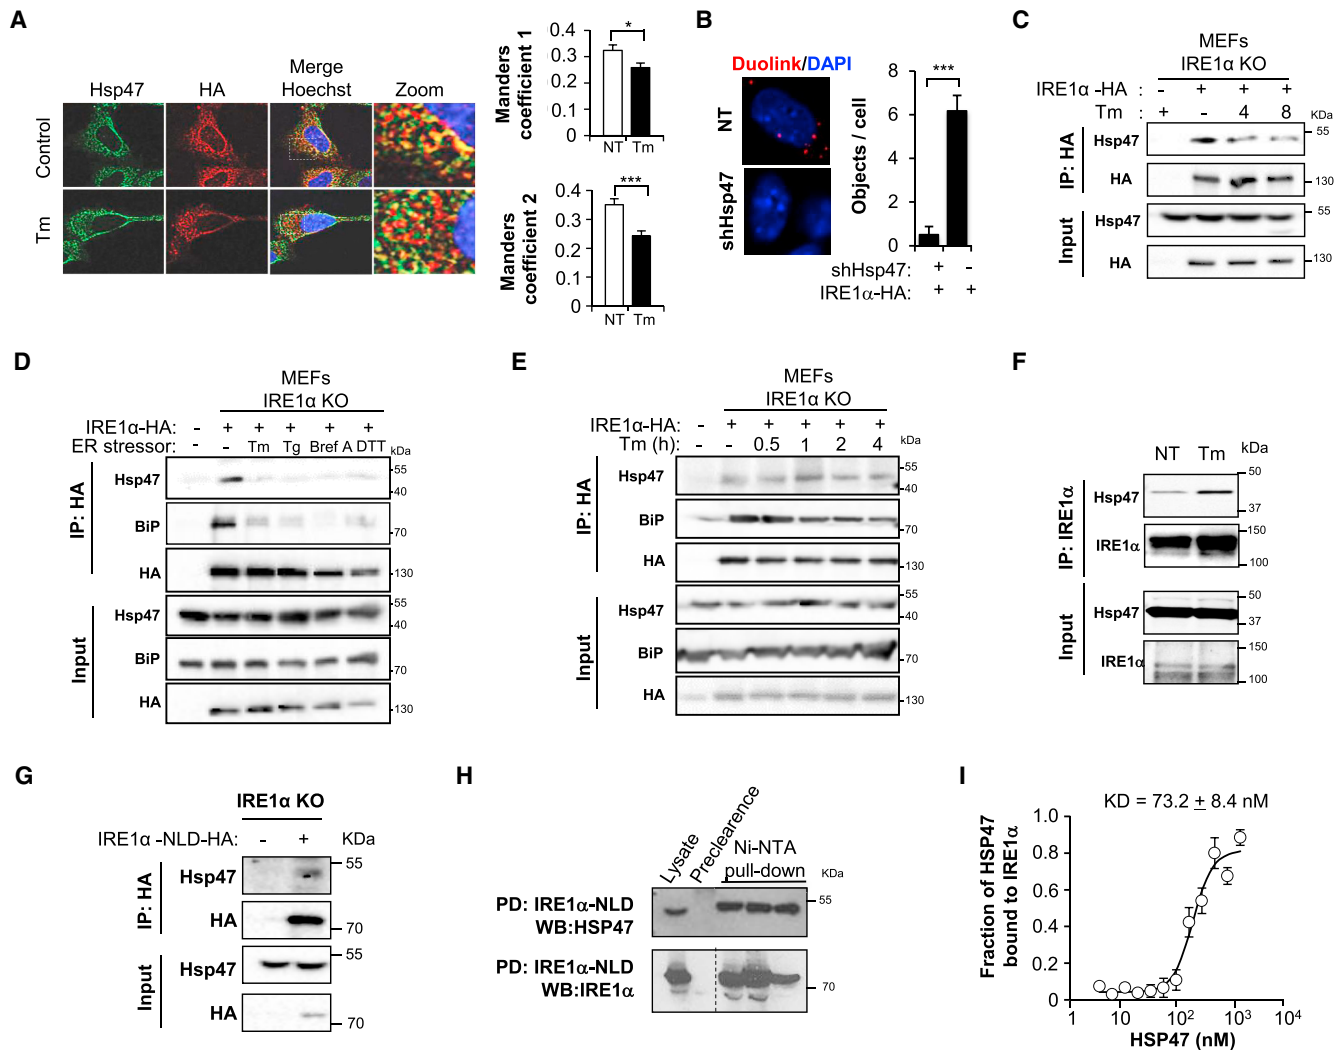 A
Hsp47
HA
Merge
Hoechst
Zoom
Control
Tm
Manders
coefficient 1
0.4
0.3
0.2
0.1
0
*
NT Tm
Manders
coefficient 2
0.4
0.3
0.2
0.1
0
***
NT Tm
B
Duolink/DAPI
NT
shHsp47
Objects / cell
8
6
4
2
0
***
shHsp47: + -
IRE1α-HA: + +
C
MEFs
IRE1α KO
IRE1α -HA : - + + +
Tm : + - 4 8
KDa
IP: HA
Hsp47
55
HA
130
Input
Hsp47
55
HA
130
D
MEFs
IRE1α KO
IRE1α-HA: - + + + + +
ER stressor: - - Tm Tg Bref A DTT
kDa
IP: HA
Hsp47
55
40
BiP
70
HA
130
Input
Hsp47
55
40
BiP
70
HA
130
E
MEFs
IRE1α KO
IRE1α-HA: - + + + + +
Tm (h): - - 0.5 1 2 4
kDa
IP: HA
Hsp47
55
40
BiP
70
HA
130
Input
Hsp47
55
40
BiP
70
HA
130
F
NT Tm
kDa
IP: IRE1α
Hsp47
50
37
IRE1α
150
100
Input
Hsp47
50
37
IRE1α
150
100
G
IRE1α KO
IRE1α -NLD-HA: - +
KDa
IP: HA
Hsp47
55
HA
70
Input
Hsp47
55
HA
70
H
Lysate
Preclearence
Ni-NTA
pull-down
KDa
PD: IRE1α-NLD
WB:HSP47
55
PD: IRE1α-NLD
WB:IRE1α
70
I
KD = 73.2 ± 8.4 nM
Fraction of HSP47
bound to IRE1α
1.0
0.8
0.6
0.4
0.2
0
1 10 10² 10³ 10⁴
HSP47 (nM)